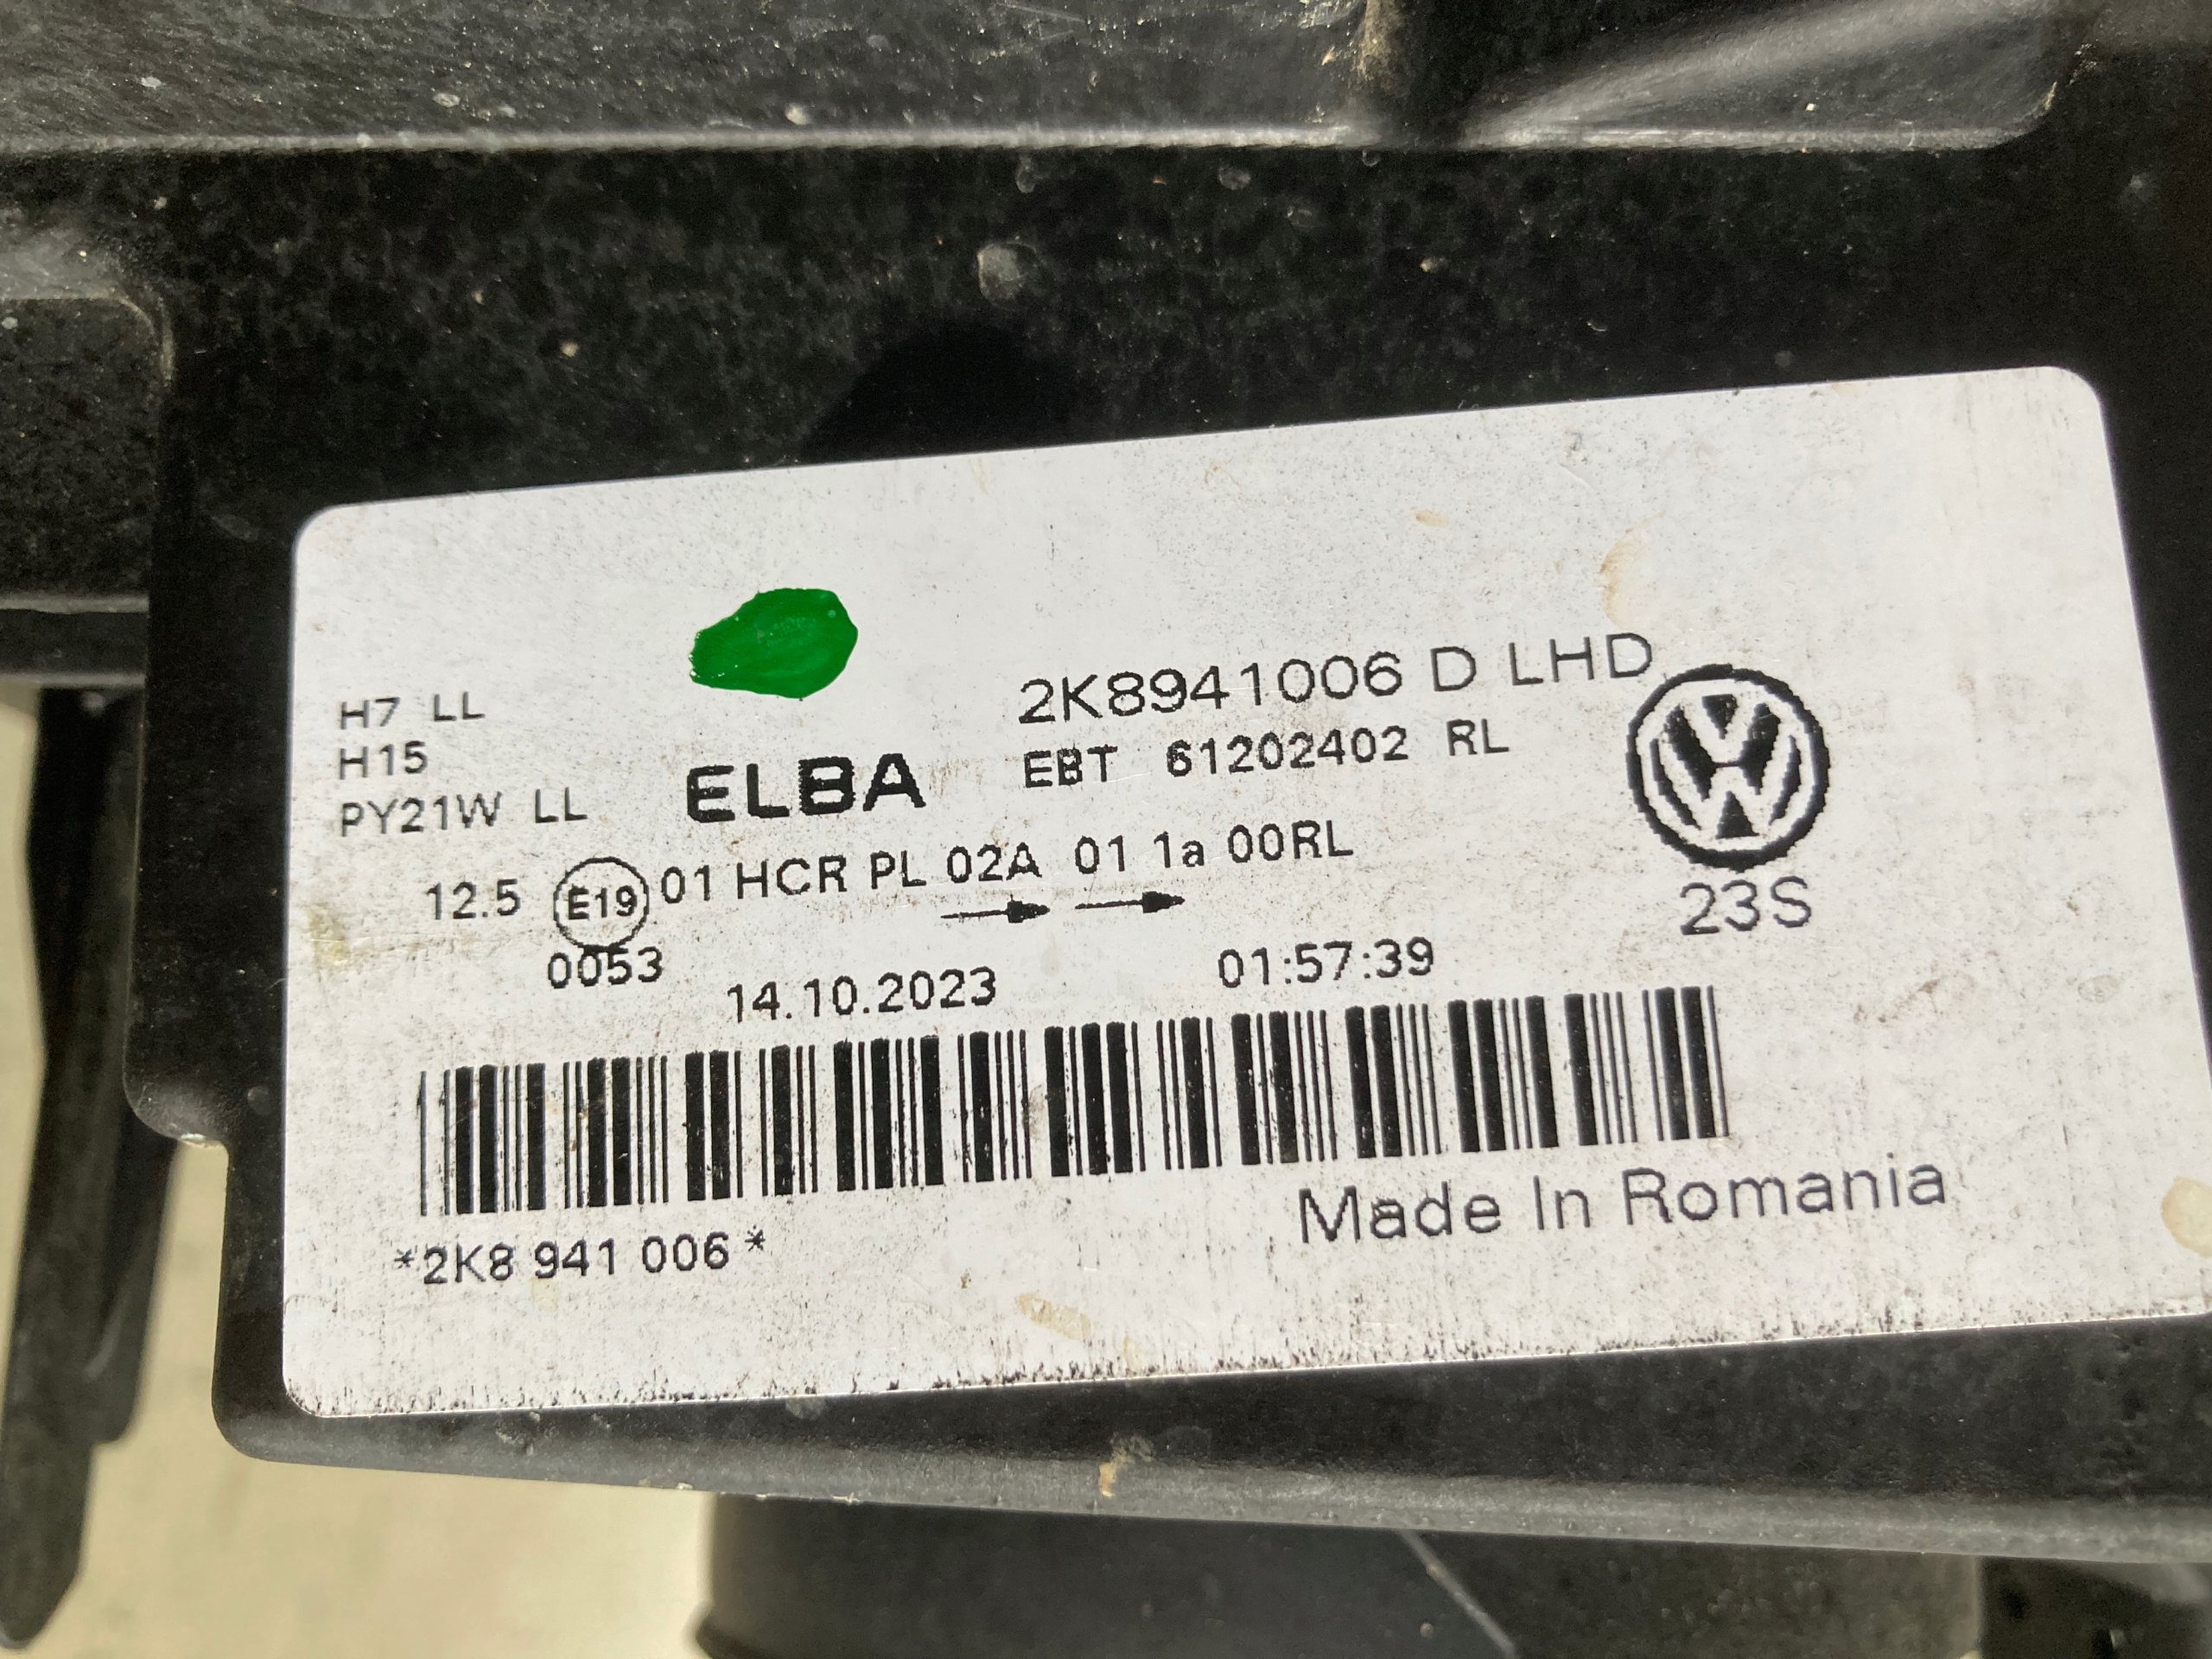 2K8941006 D LHD
H7 LL
H15
PY21W LL
ELBA
EBT 61202402 RL
12.5 E19 01 HCR PL 02A 01 1a 00RL
0053
23S
14.10.2023 01:57:39
*2K8 941 006*
Made In Romania